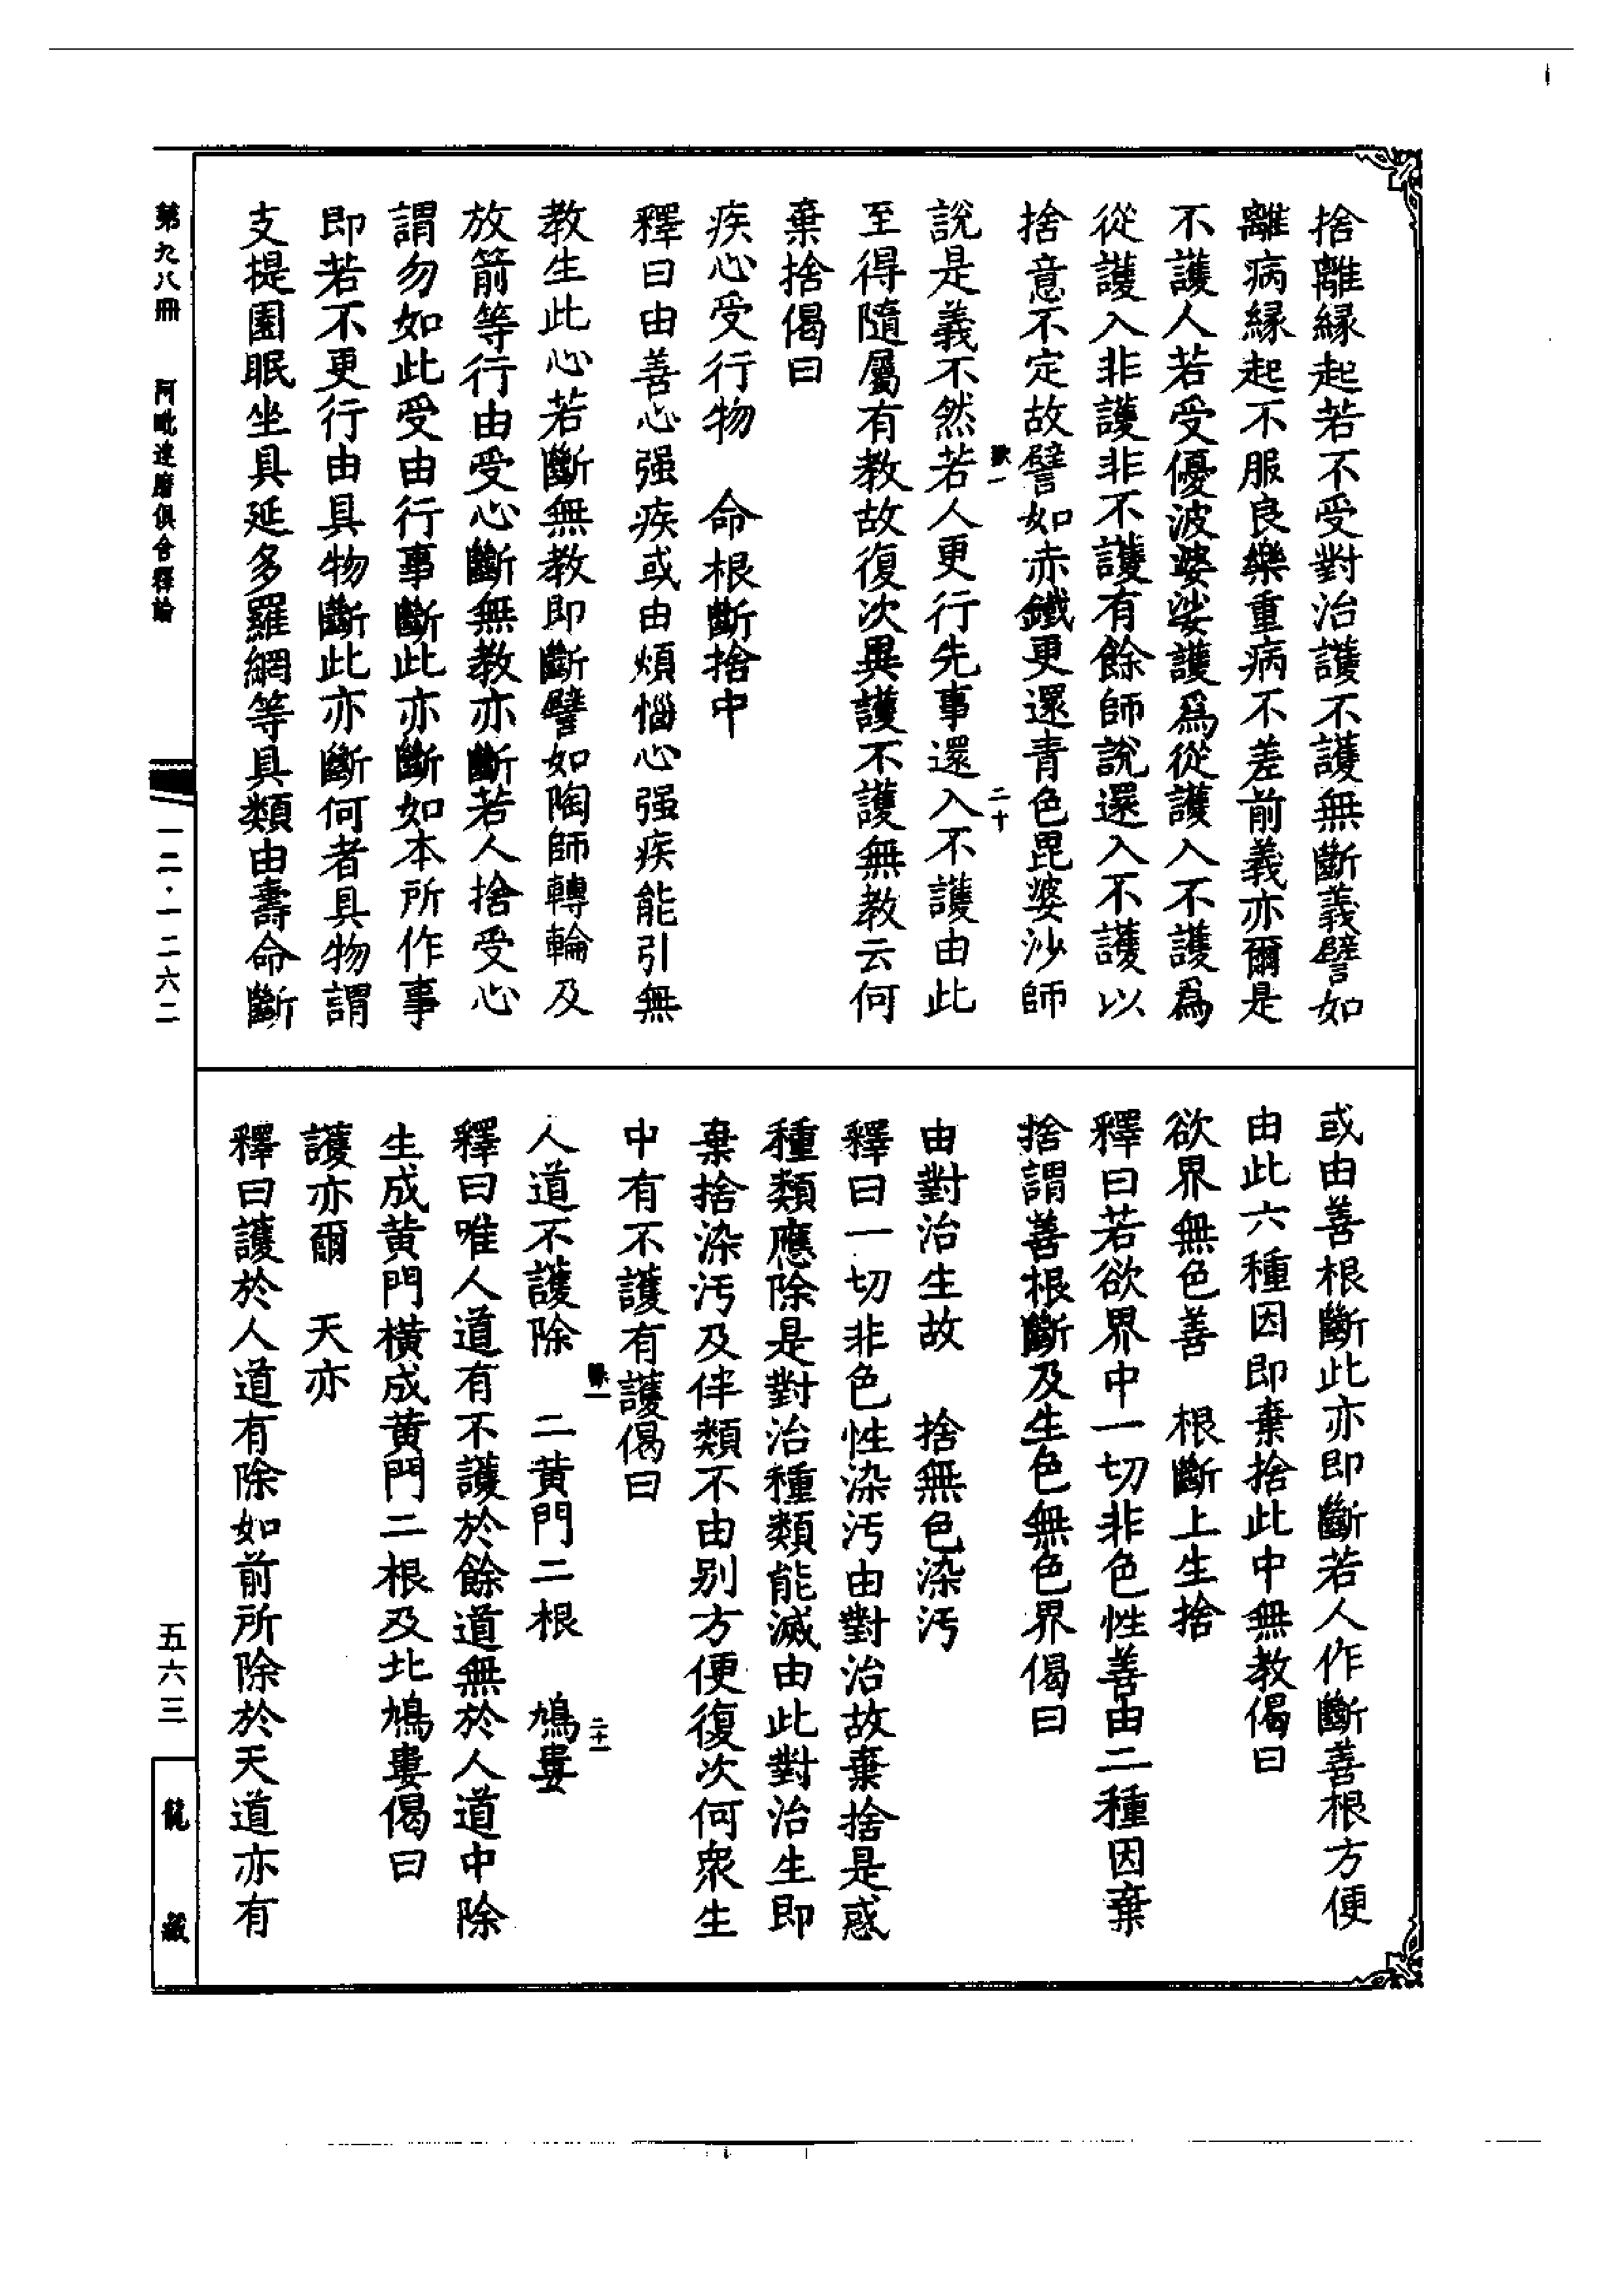 捨離緣起若不受對治護不護無斷義譬如
離病緣起不服良樂重病不差前義亦爾是
不護人若受優波婆娑護爲從護入不護爲
從護入非護非不護有餘師說還入不護以
捨意不定故譬如赤鐵更還青色毘婆沙師
說是義不然若人更行先事還入不護由此
至得隨屬有教故復次異護不護無教云何
棄捨偈曰
疾心受行物　命根斷捨中
釋曰由善心强疾或由煩惱心强疾能引無
教生此心若斷無教即斷譬如陶師轉輪及
放箭等行由受心斷無教亦斷若人捨受心
謂勿如此受由行事斷此亦斷如本所作事
即若不更行由具物斷此亦斷何者具物謂
支提園眠坐具延多羅網等具類由壽命斷
二十
或由善根斷此亦即斷若人作斷善根方便
由此六種因即棄捨此中無教偈曰
欲界無色善　根斷上生捨
釋曰若欲界中一切非色性善由二種因棄
捨謂善根斷及生色無色界偈曰
由對治生故　捨無色染汚
釋曰一切非色性染汚由對治故棄捨是惑
種類應除是對治種類能滅由此對治生即
棄捨染汚及伴類不由別方便復次何衆生
中有不護有護偈曰
人道不護除　二黄門二根　鳩婁
釋曰唯人道有不護於餘道無於人道中除
生成黄門橫成黄門二根及北鳩婁偈曰
護亦爾　天亦
釋曰護於人道有除如前所除於天道亦有
二十一
第九八冊　阿毗達磨俱舍釋論
一二·一二六二
五六三
龍藏